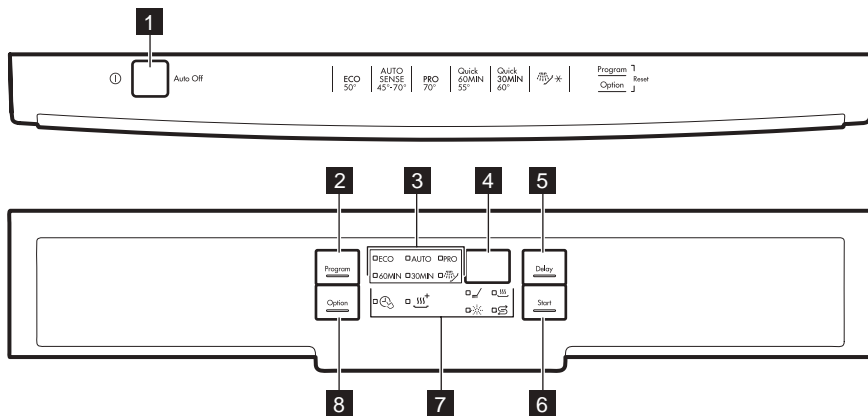 1
Auto Off
ECO 50°
AUTO SENSE 45°-70°
PRO 70°
Quick 60MIN 55°
Quick 30MIN 60°
Program
Option
Reset
2
3
4
5
Program
ECO AUTO PRO
60MIN 30MIN
Delay
Option
Start
8
7
6